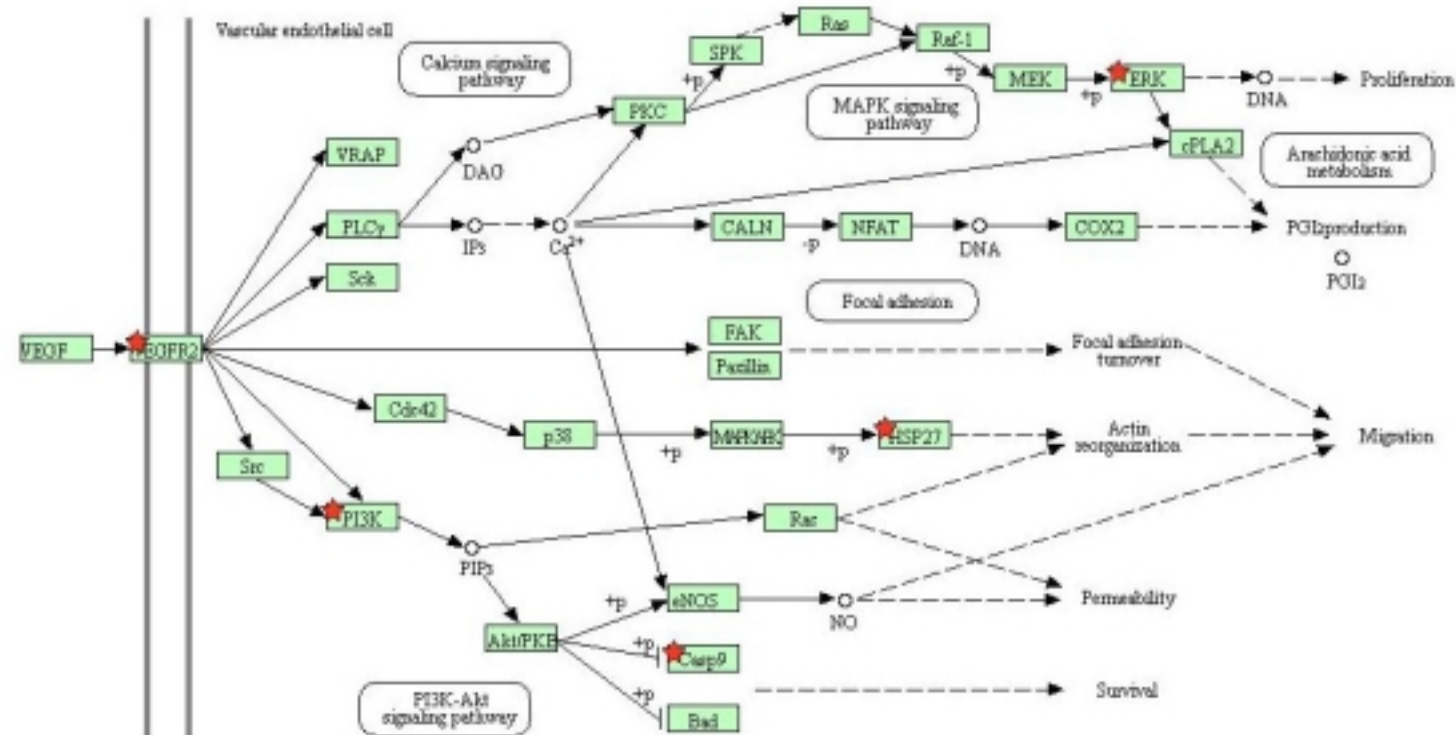 Vascular endothelial cell
Calcium signaling
pathway
SPK
Ras
Raf-1
+p
+p
MEK
+p
ERK
DNA
Proliferation
PKC
MAPK signaling
pathway
VRAP
DAG
cPLA2
Arachidonic acid
metabolism
PLCγ
IP3
Ca2+
CALN
-p
NFAT
DNA
COX2
PGI2production
PGI2
Sck
Focal adhesion
VEGF
FAK
Paxillin
Focal adhesion
turnover
Cdc42
p38
+p
+p
HSP27
Actin
reorganization
Migration
Src
PI3K
Rac
PIP3
+p
eNOS
NO
Permeability
Akt/PKB
+p
Casp9
+p
Bad
Survival
PI3K-Akt
signaling pathway